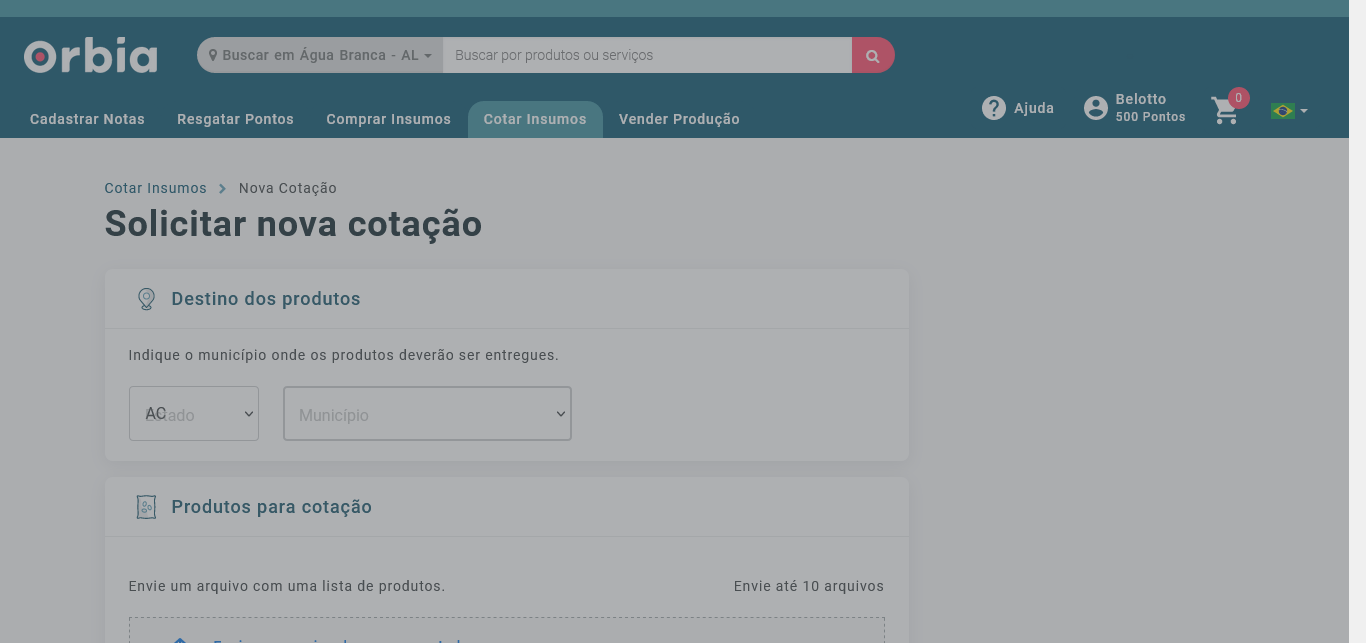 Orbia
Buscar em Água Branca - AL
Buscar por produtos ou serviços
Cadastrar Notas
Resgatar Pontos
Comprar Insumos
Cotar Insumos
Vender Produção
Ajuda
Belotto
500 Pontos
0
Cotar Insumos
Nova Cotação
Solicitar nova cotação
Destino dos produtos
Indique o município onde os produtos deverão ser entregues.
AC
Estado
Município
Produtos para cotação
Envie um arquivo com uma lista de produtos.
Envie até 10 arquivos